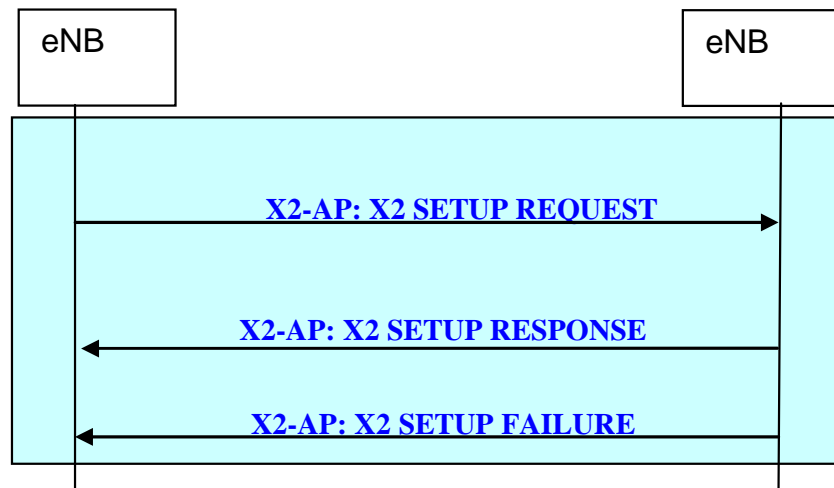 eNB
eNB
X2-AP: X2 SETUP REQUEST
X2-AP: X2 SETUP RESPONSE
X2-AP: X2 SETUP FAILURE